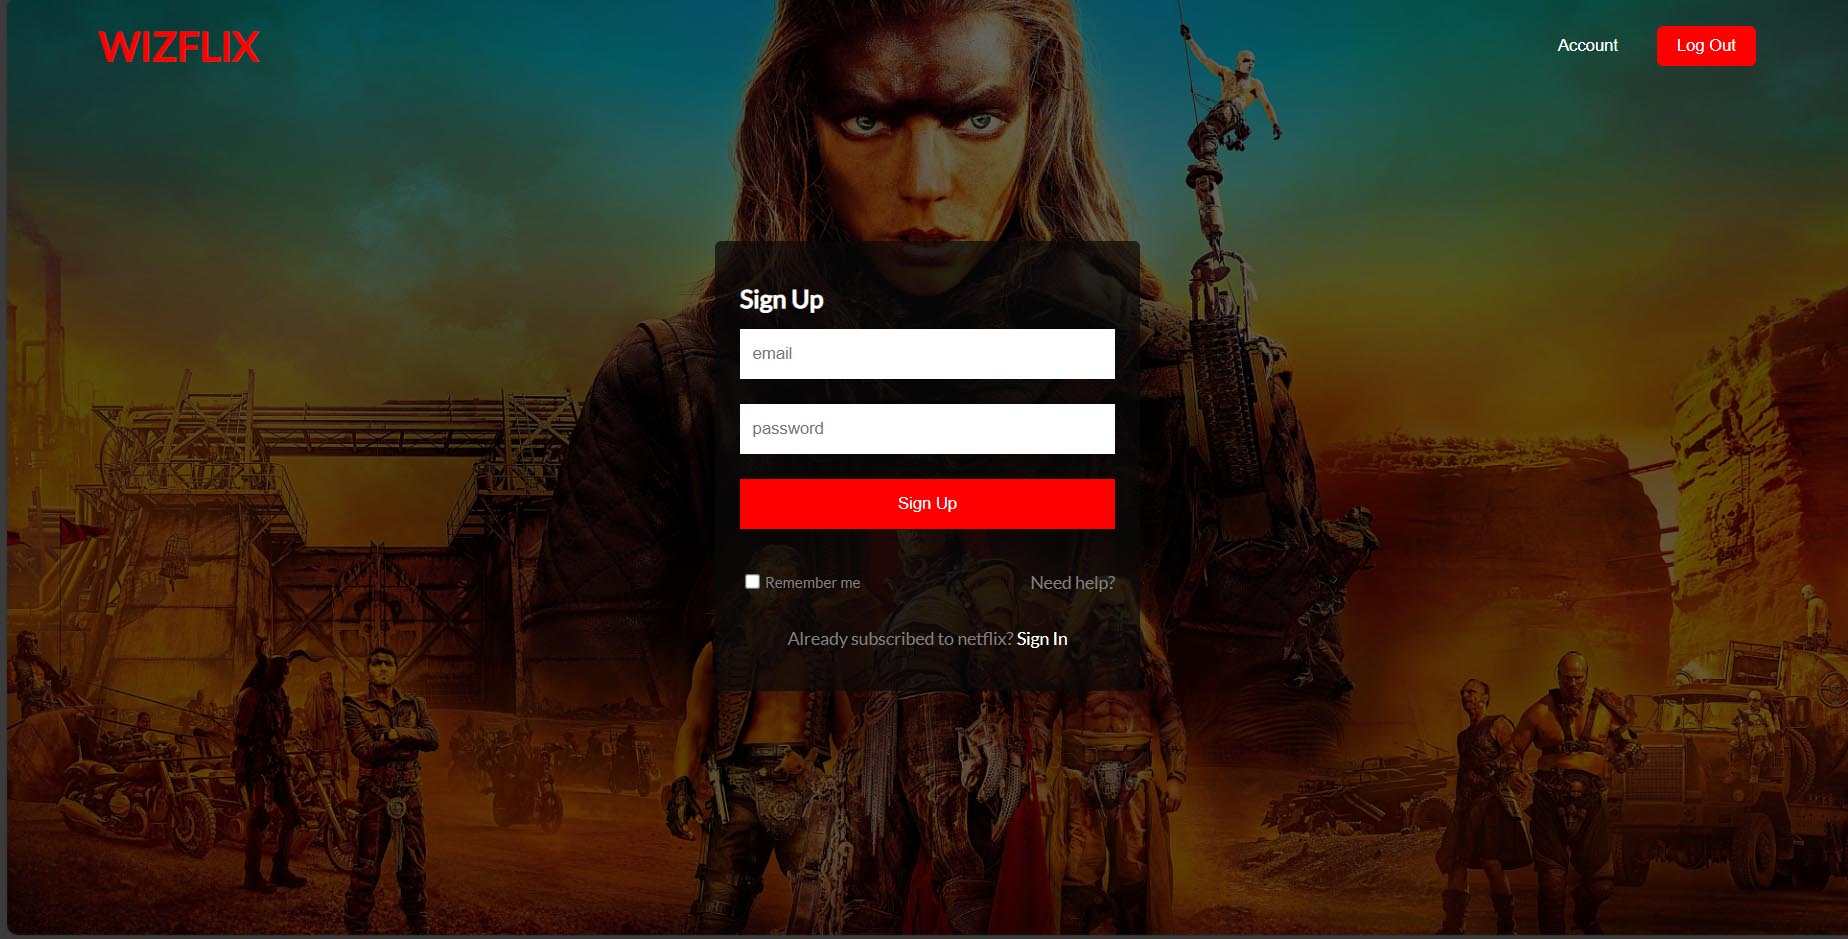 WIZFLIX
Account
Log Out
Sign Up
email
password
Sign Up
Remember me
Need help?
Already subscribed to netflix? Sign In